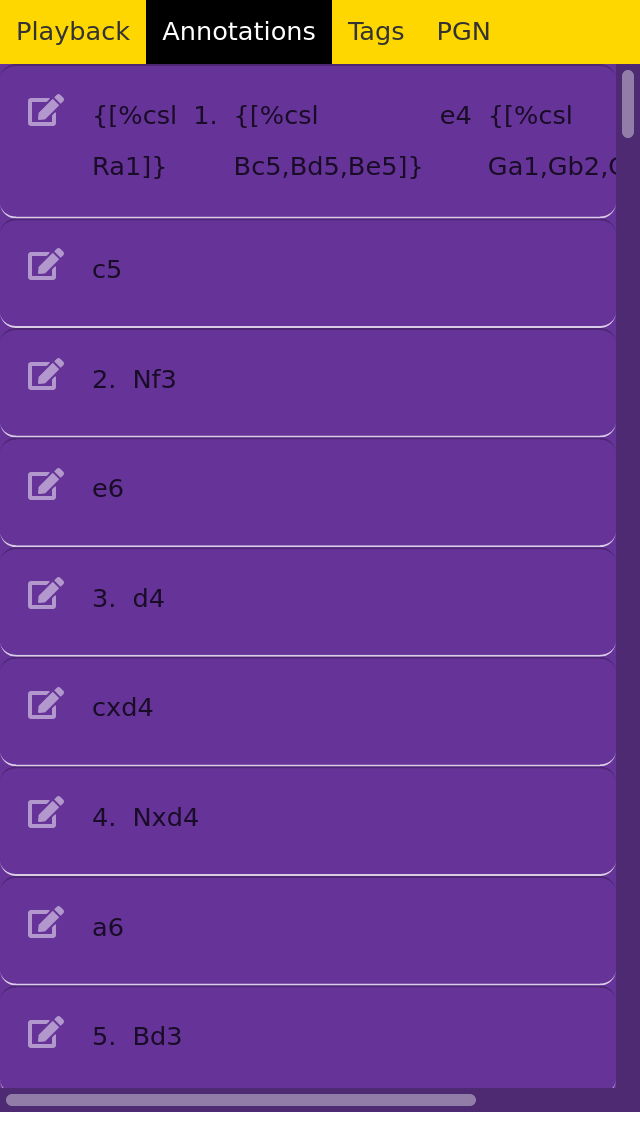 Playback Annotations Tags PGN
{[%csl 1. {[%csl e4 {[%csl
Ra1]} Bc5,Bd5,Be5]} Ga1,Gb2,
c5
2. Nf3
e6
3. d4
cxd4
4. Nxd4
a6
5. Bd3